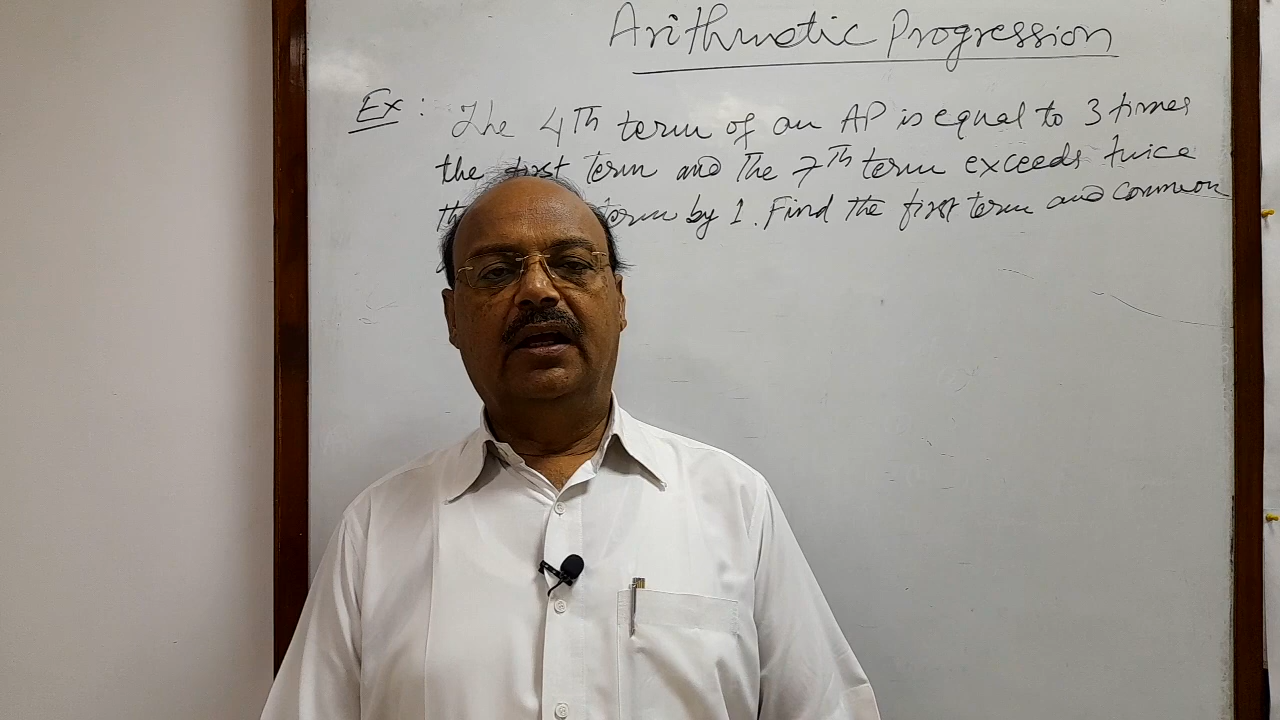 Arithmetic Progression
Ex : The 4Th term of an AP is equal to 3 times
the first term and The 7Th term exceeds twice
term by 1. Find the first term and common